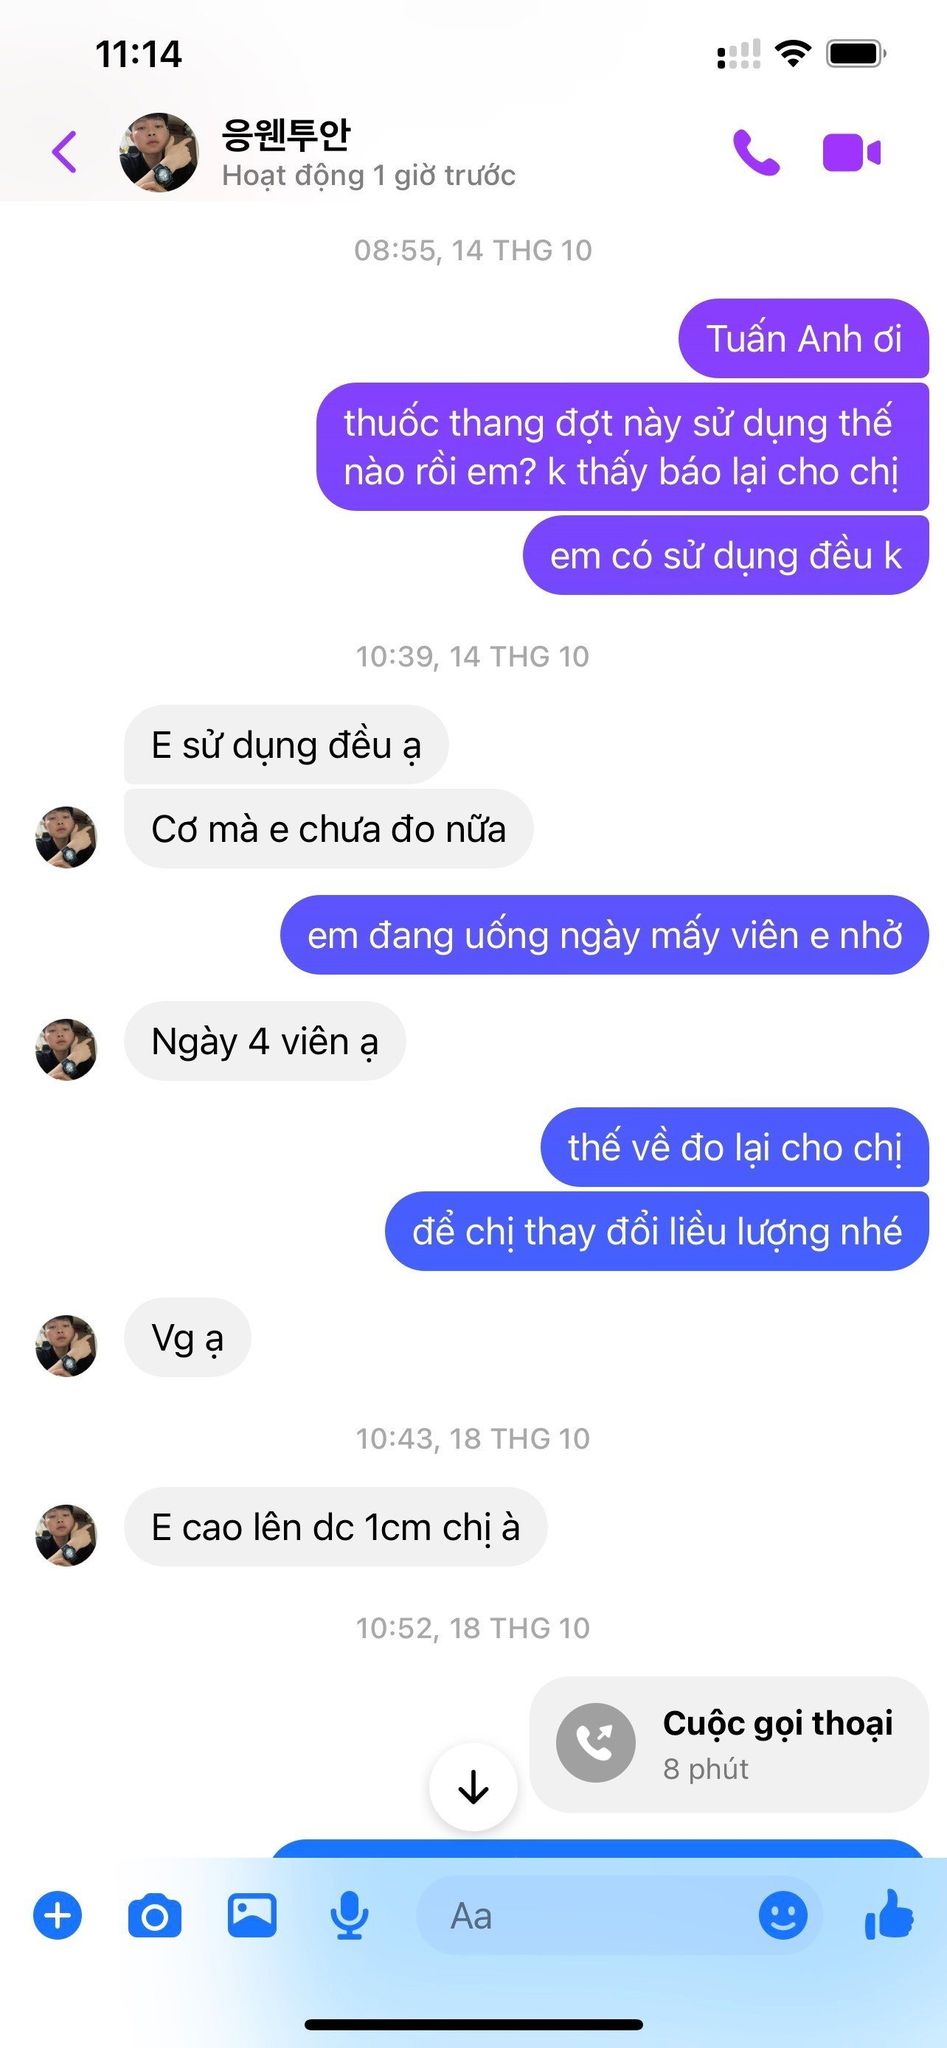 11:14
응웬투안
Hoạt động 1 giờ trước
08:55, 14 THG 10
Tuấn Anh ơi
thuốc thang đợt này sử dụng thế
nào rồi em? k thấy báo lại cho chị
em có sử dụng đều k
10:39, 14 THG 10
E sử dụng đều ạ
Cơ mà e chưa đo nữa
em đang uống ngày mấy viên e nhở
Ngày 4 viên ạ
thế về đo lại cho chị
để chị thay đổi liều lượng nhé
Vg ạ
10:43, 18 THG 10
E cao lên dc 1cm chị à
10:52, 18 THG 10
Cuộc gọi thoại
8 phút
Aa